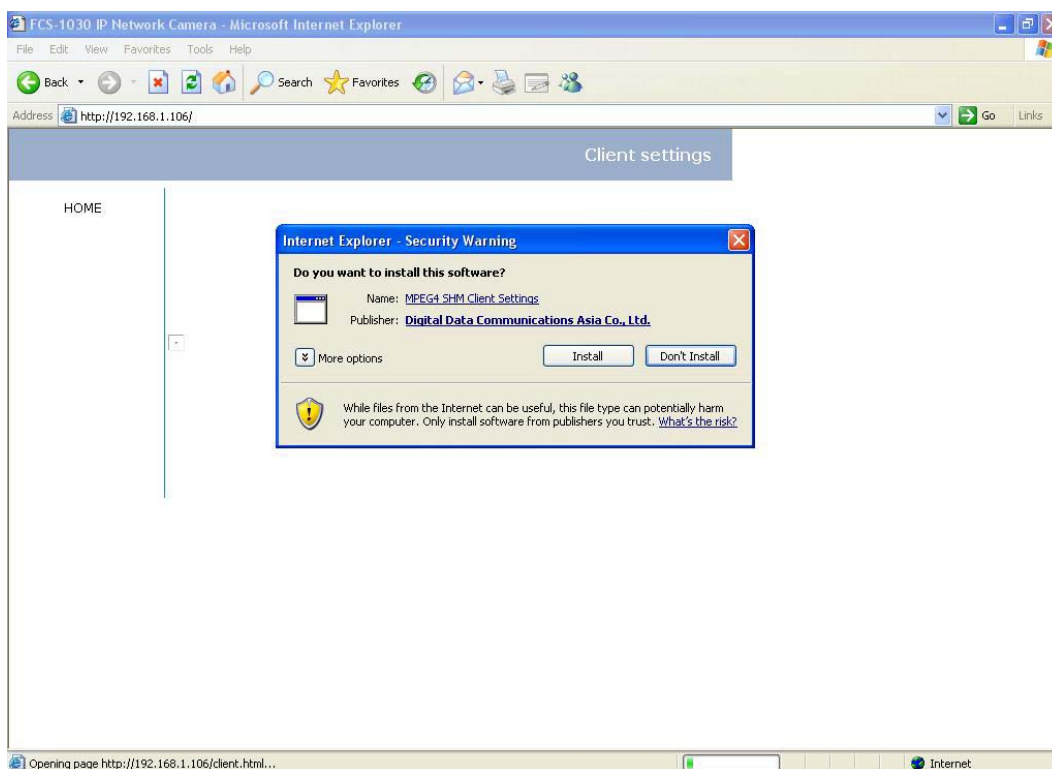 FCS-1030 IP Network Camera - Microsoft Internet Explorer
File Edit View Favorites Tools Help
Back Search Favorites
Address http://192.168.1.106/ Go Links
Client settings
HOME
Internet Explorer - Security Warning
Do you want to install this software?
Name: MPEG4 SHM Client Settings
Publisher: Digital Data Communications Asia Co., Ltd.
More options Install Don't Install
While files from the Internet can be useful, this file type can potentially harm
your computer. Only install software from publishers you trust. What's the risk?
Opening page http://192.168.1.106/client.html... Internet